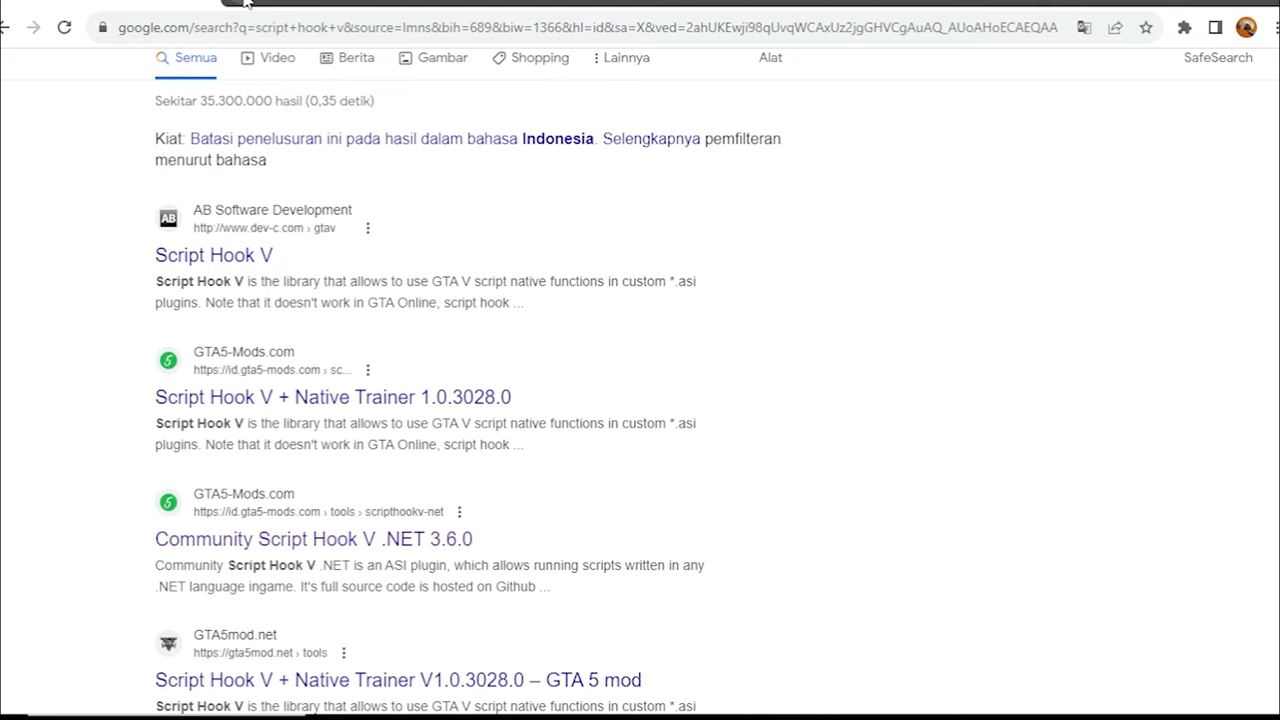 google.com/search?q=script+hook+v&source=lmns&bih=689&biw=1366&hl=id&sa=X&ved=2ahUKEwji98qUvqWCAxUz2jgGHVCgAuAQ_AUoAHoECAEQAA
Semua Video Berita Gambar Shopping Lainnya Alat SafeSearch
Sekitar 35.300.000 hasil (0,35 detik)
Kiat: Batasi penelusuran ini pada hasil dalam bahasa Indonesia. Selengkapnya pemfilteran
menurut bahasa
AB AB Software Development
http://www.dev-c.com › gtav
Script Hook V
Script Hook V is the library that allows to use GTA V script native functions in custom *.asi
plugins. Note that it doesn't work in GTA Online, script hook ...
5 GTA5-Mods.com
https://id.gta5-mods.com › sc...
Script Hook V + Native Trainer 1.0.3028.0
Script Hook V is the library that allows to use GTA V script native functions in custom *.asi
plugins. Note that it doesn't work in GTA Online, script hook ...
5 GTA5-Mods.com
https://id.gta5-mods.com › tools › scripthookv-net
Community Script Hook V .NET 3.6.0
Community Script Hook V .NET is an ASI plugin, which allows running scripts written in any
.NET language ingame. It's full source code is hosted on Github ...
GTA5mod.net
https://gta5mod.net › tools
Script Hook V + Native Trainer V1.0.3028.0 – GTA 5 mod
Script Hook V is the library that allows to use GTA V script native functions in custom *.asi